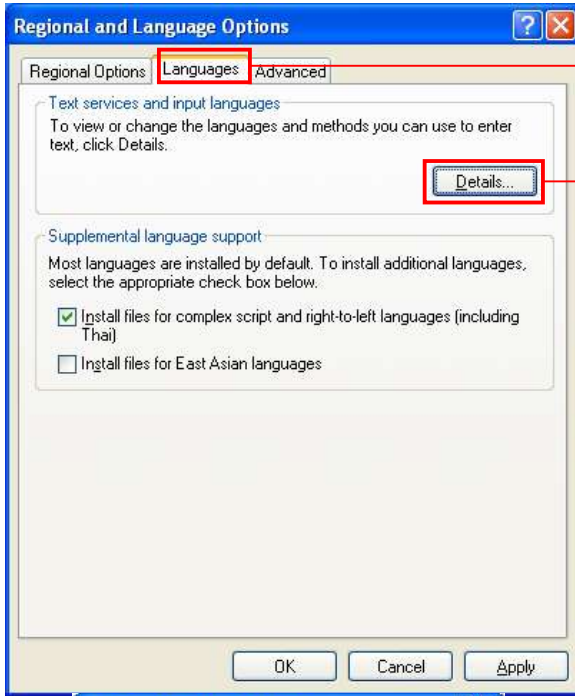 Regional and Language Options
Regional Options Languages Advanced
Text services and input languages
To view or change the languages and methods you can use to enter
text, click Details.
Details...
Supplemental language support
Most languages are installed by default. To install additional languages,
select the appropriate check box below.
Install files for complex script and right-to-left languages (including
Thai)
Install files for East Asian languages
OK Cancel Apply